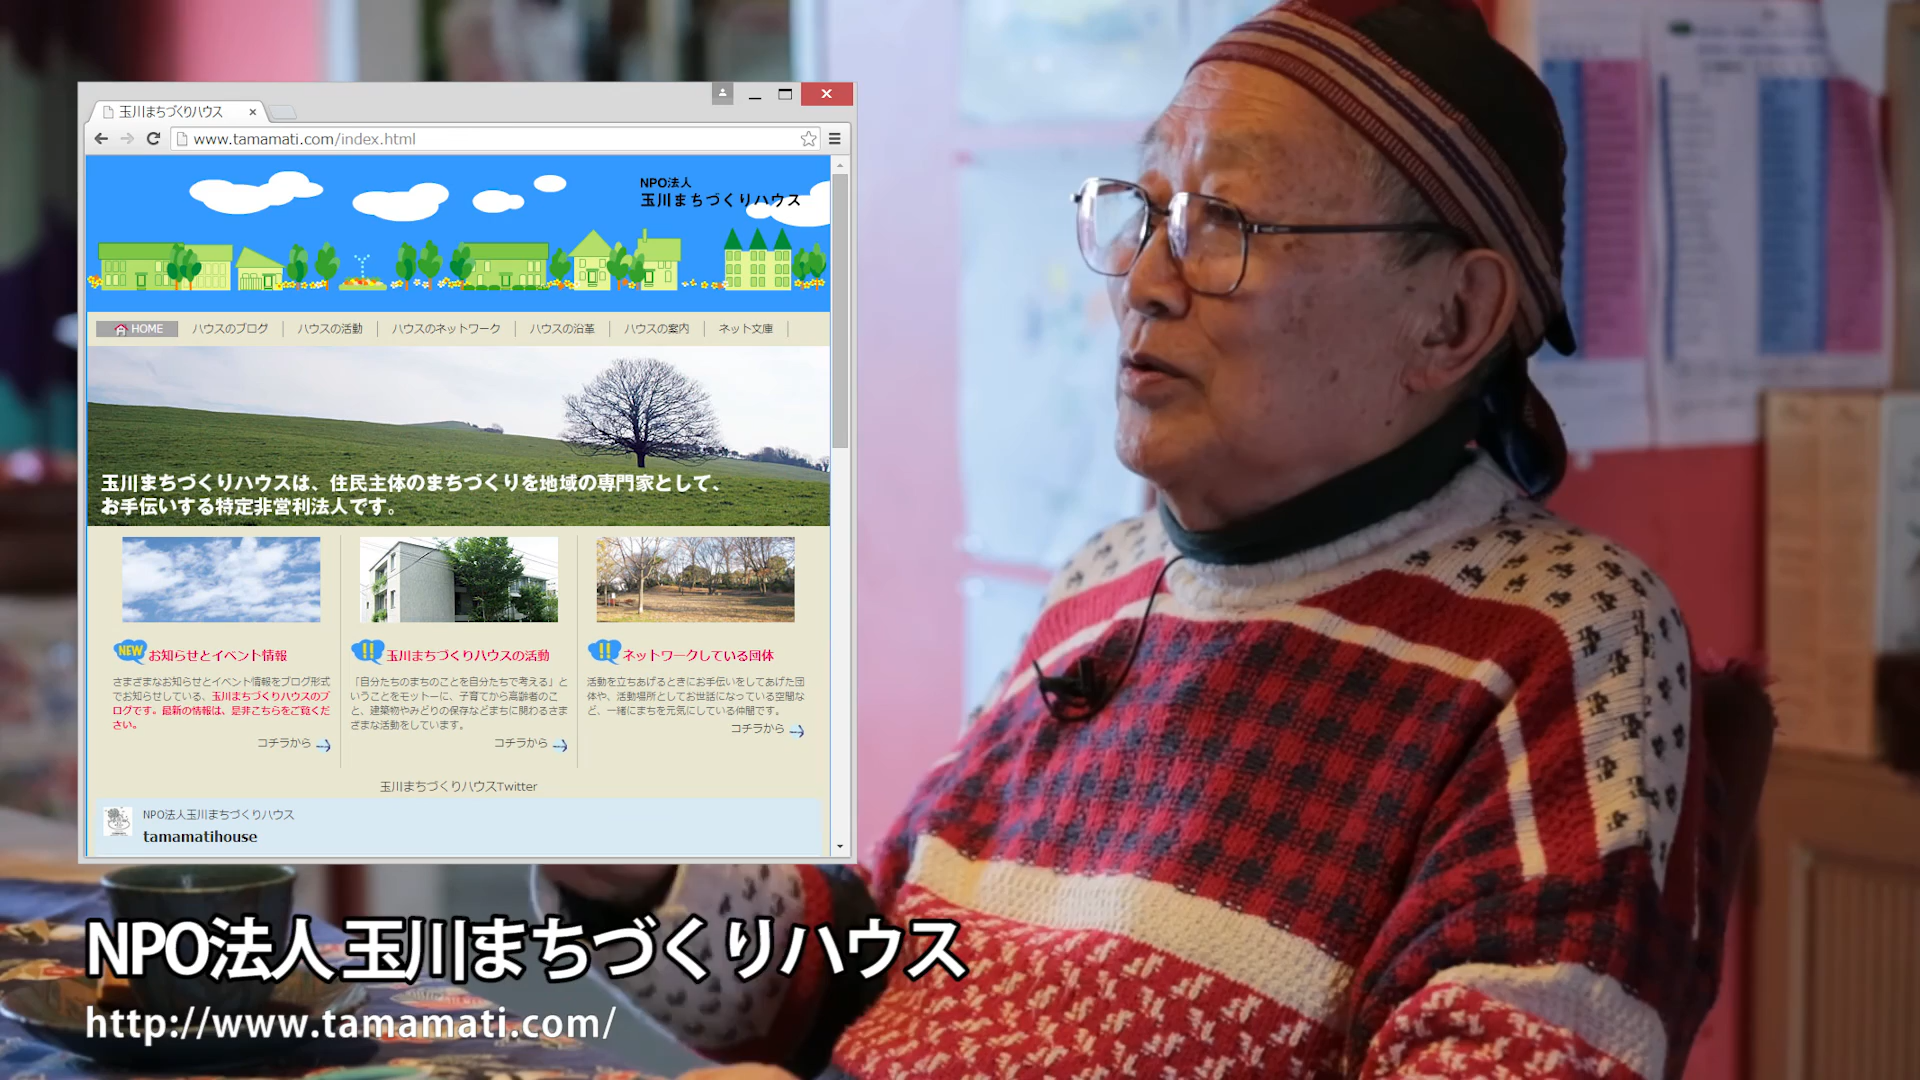 玉川まちづくりハウス
www.tamamati.com/index.html
NPO法人
玉川まちづくりハウス
HOME ハウスのブログ ハウスの活動 ハウスのネットワーク ハウスの沿革 ハウスの案内 ネット文庫
玉川まちづくりハウスは、住民主体のまちづくりを地域の専門家として、
お手伝いする特定非営利法人です。
NEW お知らせとイベント情報
さまざまなお知らせとイベント情報をブログ形式
でお知らせしている、玉川まちづくりハウスのブ
ログです。最新の情報は、是非こちらをご覧くだ
さい。
コチラから
!! 玉川まちづくりハウスの活動
「自分たちのまちのことを自分たちで考える」と
いうことをモットーに、子育てから高齢者のこ
と、建築物やみどりの保存などまちに関わるさま
ざまな活動をしています。
コチラから
!! ネットワークしている団体
活動を立ちあげるときにお手伝いをしてあげた団
体や、活動場所としてお世話になっている空間な
ど、一緒にまちを元気にしている仲間です。
コチラから
玉川まちづくりハウスTwitter
NPO法人玉川まちづくりハウス
tamamatihouse
NPO法人 玉川まちづくりハウス
http://www.tamamati.com/